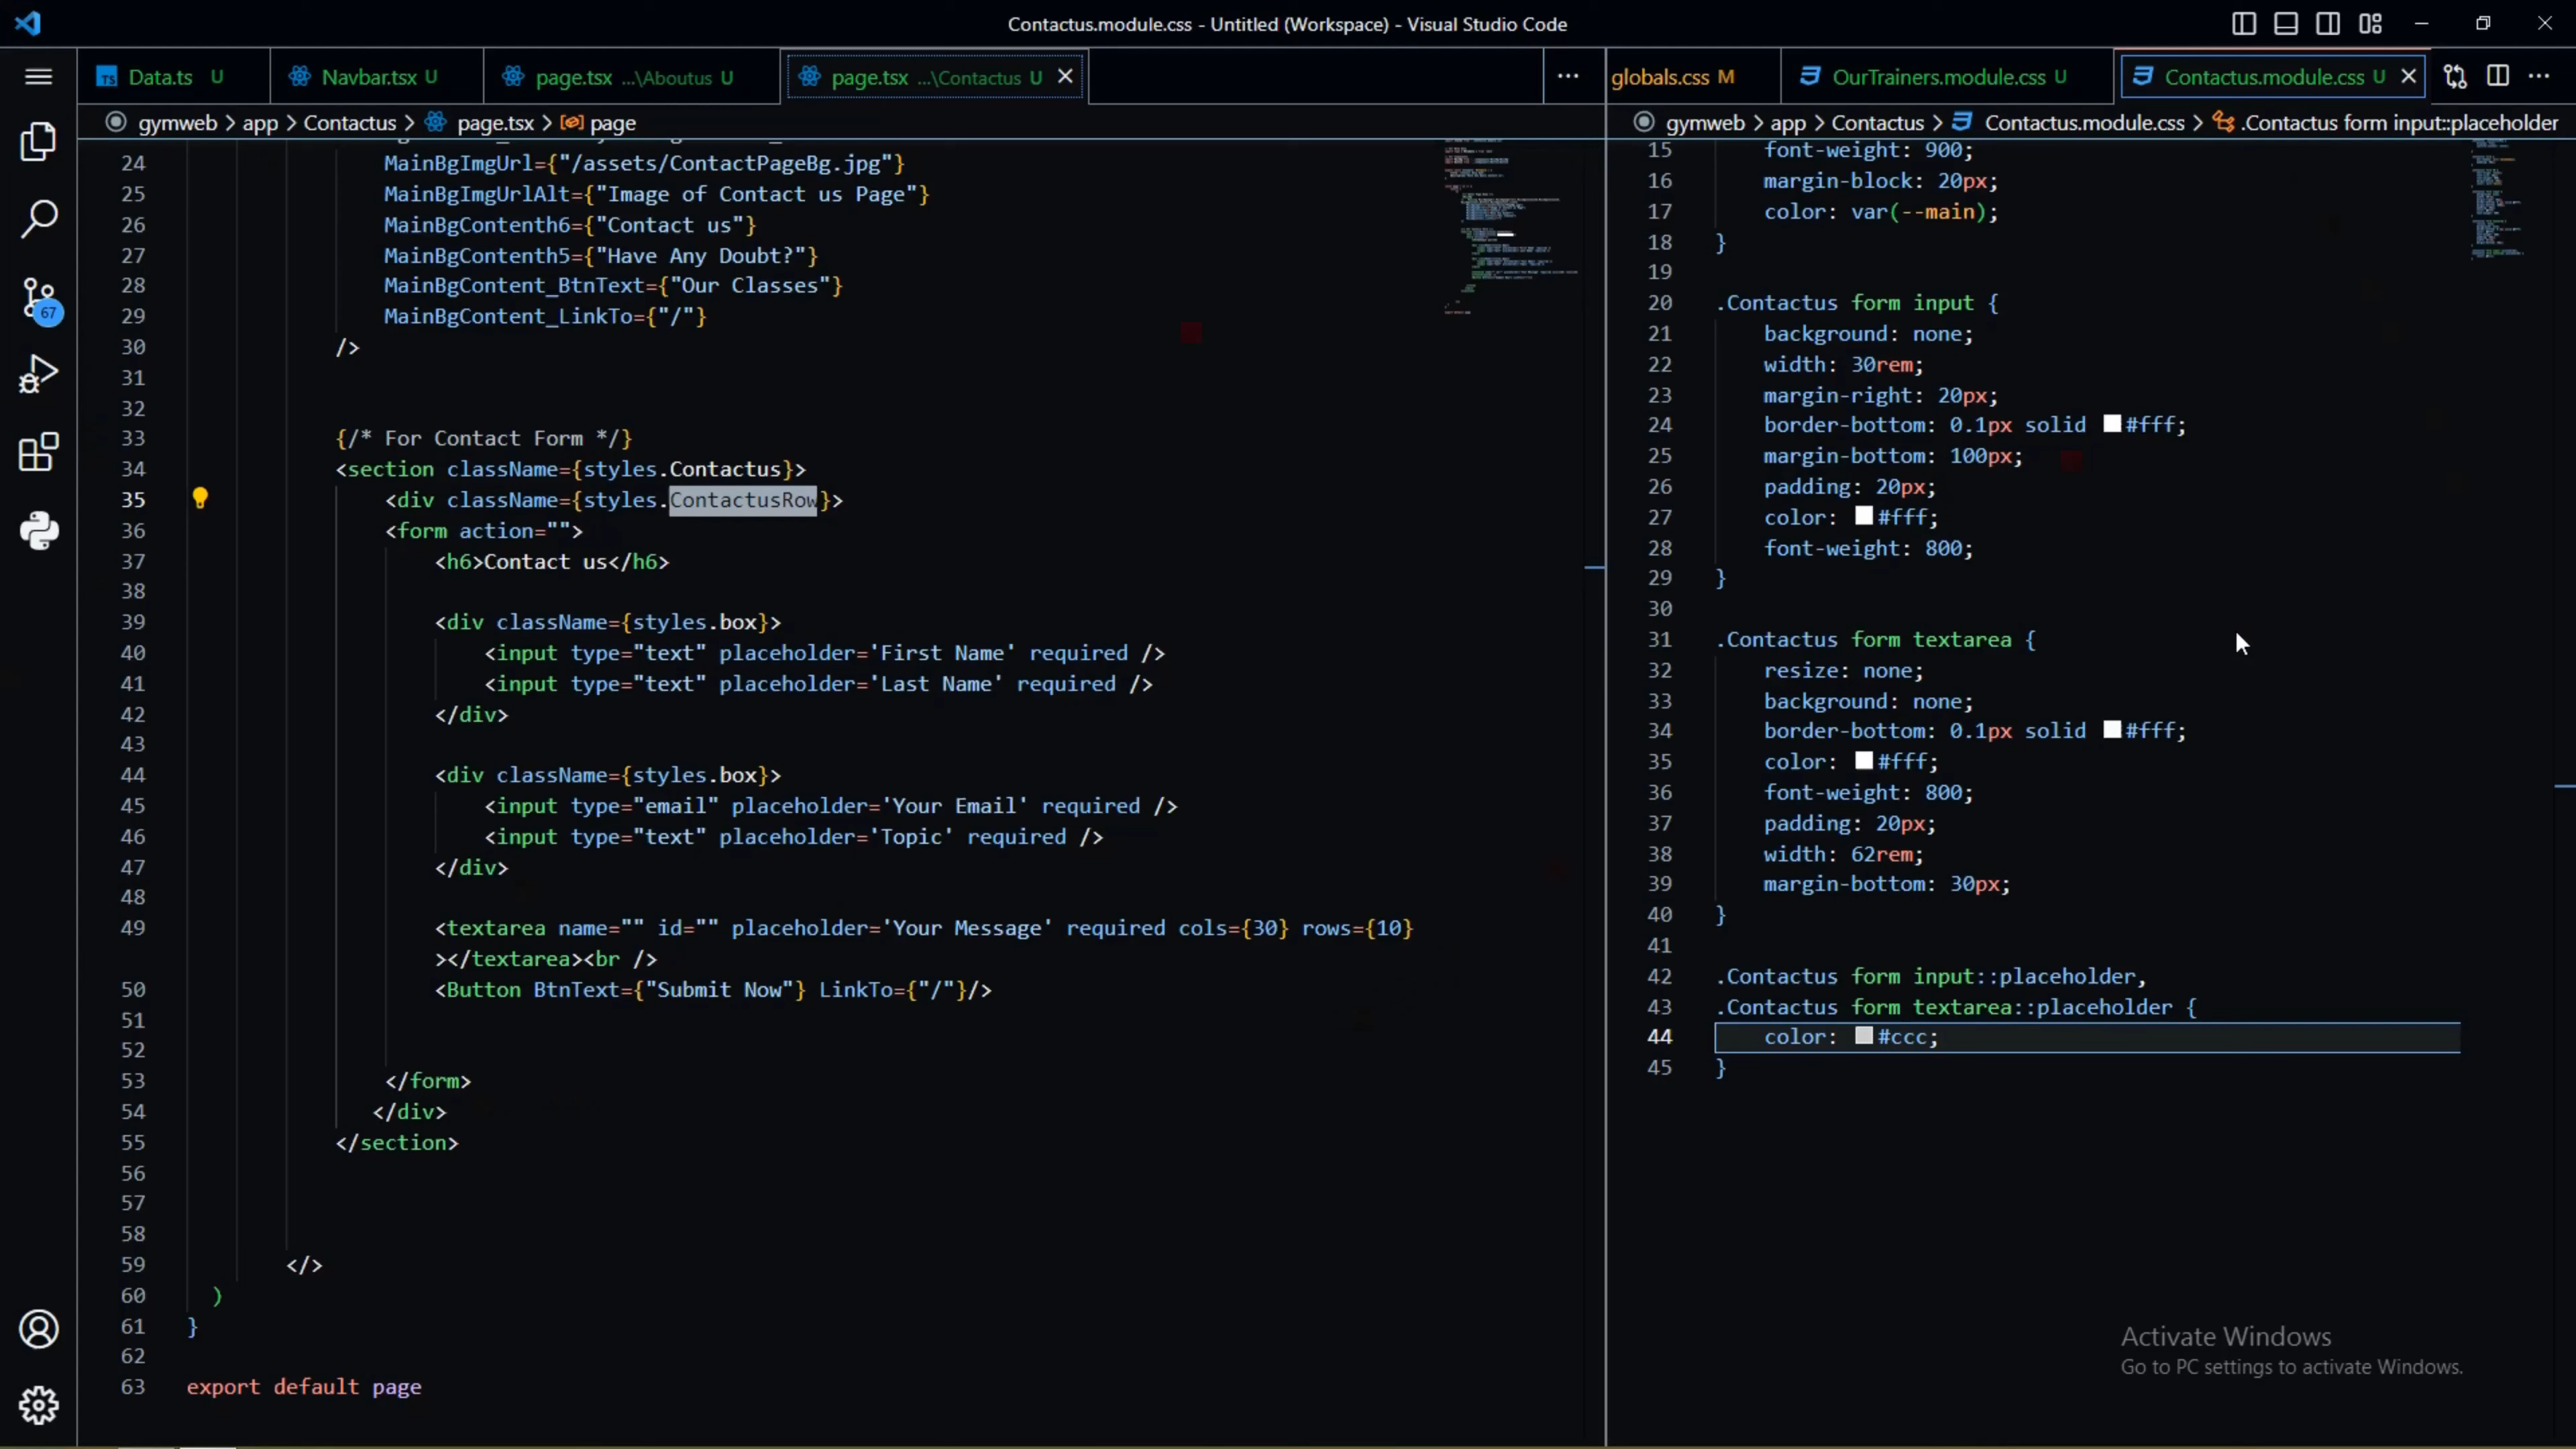 Contactus.module.css - Untitled (Workspace) - Visual Studio Code
Data.ts U
Navbar.tsx U
page.tsx ...\Aboutus U
page.tsx ...\Contactus U
globals.css M
OurTrainers.module.css U
Contactus.module.css U
gymweb > app > Contactus > page.tsx > page
24 MainBgImgUrl={"/assets/ContactPageBg.jpg"}
25 MainBgImgUrlAlt={"Image of Contact us Page"}
26 MainBgContenth6={"Contact us"}
27 MainBgContenth5={"Have Any Doubt?"}
28 MainBgContent_BtnText={"Our Classes"}
29 MainBgContent_LinkTo={"/"}
30 />
31
32
33 {/* For Contact Form */}
34 <section className={styles.Contactus}>
35 <div className={styles.ContactusRow}>
36 <form action="">
37 <h6>Contact us</h6>
38
39 <div className={styles.box}>
40 <input type="text" placeholder='First Name' required />
41 <input type="text" placeholder='Last Name' required />
42 </div>
43
44 <div className={styles.box}>
45 <input type="email" placeholder='Your Email' required />
46 <input type="text" placeholder='Topic' required />
47 </div>
48
49 <textarea name="" id="" placeholder='Your Message' required cols={30} rows={10}
></textarea><br />
50 <Button BtnText={"Submit Now"} LinkTo={"/"}/>
51
52
53 </form>
54 </div>
55 </section>
56
57
58
59 </>
60 )
61 }
62
63 export default page
67
gymweb > app > Contactus > Contactus.module.css > .Contactus form input::placeholder
15 font-weight: 900;
16 margin-block: 20px;
17 color: var(--main);
18 }
19
20 .Contactus form input {
21 background: none;
22 width: 30rem;
23 margin-right: 20px;
24 border-bottom: 0.1px solid #fff;
25 margin-bottom: 100px;
26 padding: 20px;
27 color: #fff;
28 font-weight: 800;
29 }
30
31 .Contactus form textarea {
32 resize: none;
33 background: none;
34 border-bottom: 0.1px solid #fff;
35 color: #fff;
36 font-weight: 800;
37 padding: 20px;
38 width: 62rem;
39 margin-bottom: 30px;
40 }
41
42 .Contactus form input::placeholder,
43 .Contactus form textarea::placeholder {
44 color: #ccc;
45 }
Activate Windows
Go to PC settings to activate Windows.